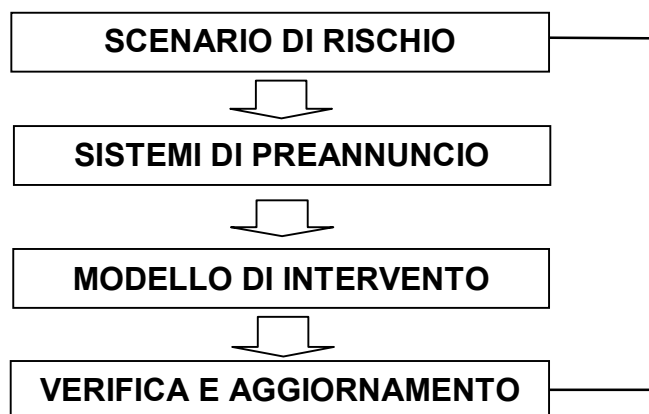 SCENARIO DI RISCHIO
SISTEMI DI PREANNUNCIO
MODELLO DI INTERVENTO
VERIFICA E AGGIORNAMENTO